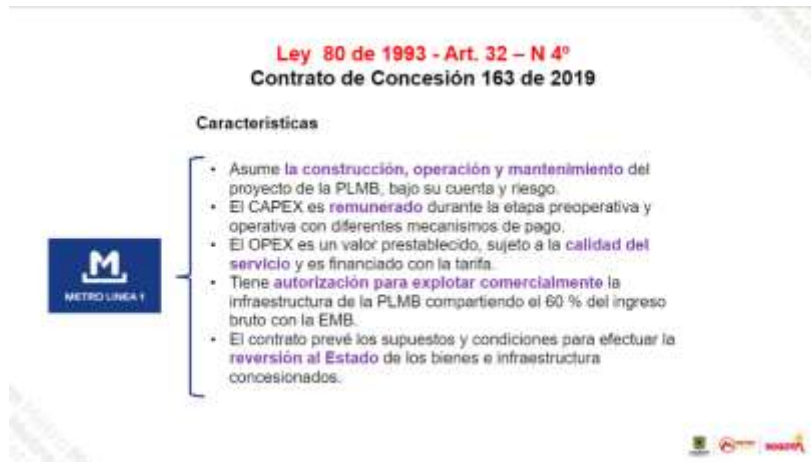 Ley 80 de 1993 - Art. 32 – N 4º
Contrato de Concesión 163 de 2019
Características
• Asume la construcción, operación y mantenimiento del
proyecto de la PLMB, bajo su cuenta y riesgo.
• El CAPEX es remunerado durante la etapa preoperativa y
operativa con diferentes mecanismos de pago.
• El OPEX es un valor prestablecido, sujeto a la calidad del
servicio y es financiado con la tarifa.
• Tiene autorización para explotar comercialmente la
infraestructura de la PLMB compartiendo el 60 % del ingreso
bruto con la EMB.
• El contrato prevé los supuestos y condiciones para efectuar la
reversión al Estado de los bienes e infraestructura
concesionados.
M
METRO LINEA 1
BOGOTÁ